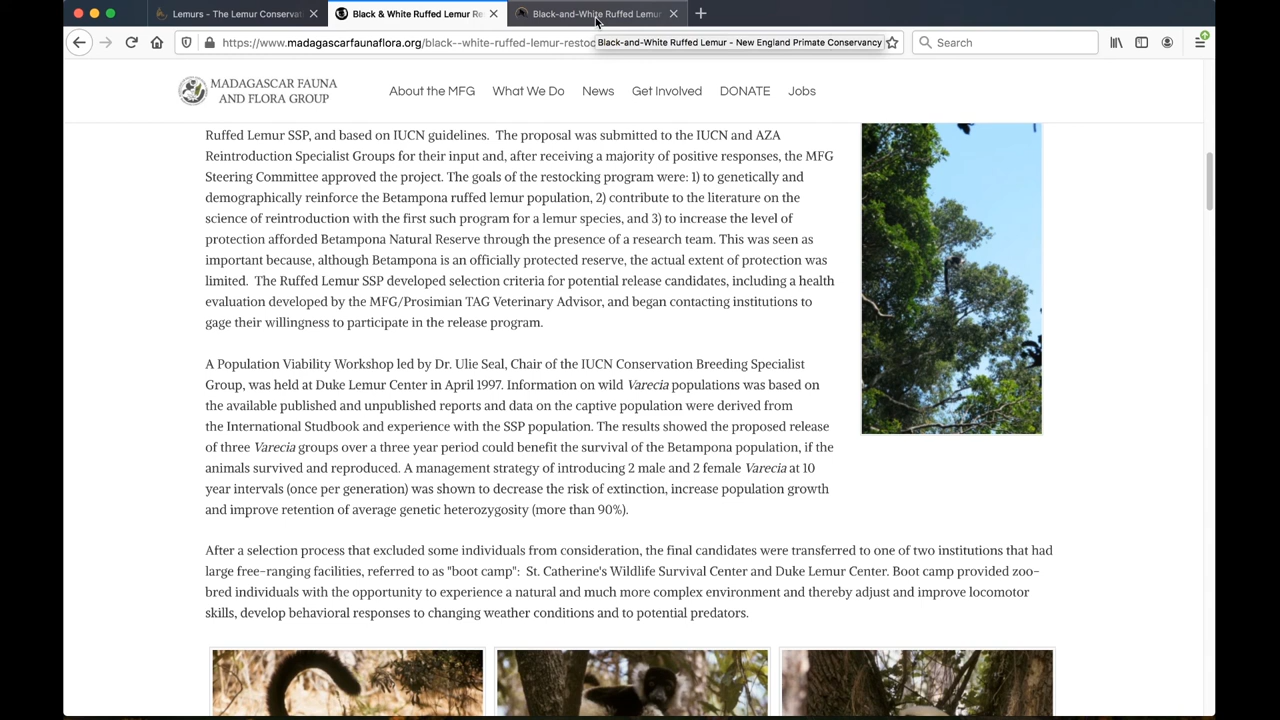 Lemurs - The Lemur Conservat
Black & White Ruffed Lemur Re
Black-and-White Ruffed Lemur
https://www.madagascarfaunaflora.org/black--white-ruffed-lemur-restoc
Black-and-White Ruffed Lemur - New England Primate Conservancy
Search
MADAGASCAR FAUNA
AND FLORA GROUP
About the MFG
What We Do
News
Get Involved
DONATE
Jobs
Ruffed Lemur SSP, and based on IUCN guidelines. The proposal was submitted to the IUCN and AZA
Reintroduction Specialist Groups for their input and, after receiving a majority of positive responses, the MFG
Steering Committee approved the project. The goals of the restocking program were: 1) to genetically and
demographically reinforce the Betampona ruffed lemur population, 2) contribute to the literature on the
science of reintroduction with the first such program for a lemur species, and 3) to increase the level of
protection afforded Betampona Natural Reserve through the presence of a research team. This was seen as
important because, although Betampona is an officially protected reserve, the actual extent of protection was
limited. The Ruffed Lemur SSP developed selection criteria for potential release candidates, including a health
evaluation developed by the MFG/Prosimian TAG Veterinary Advisor, and began contacting institutions to
gage their willingness to participate in the release program.
A Population Viability Workshop led by Dr. Ulie Seal, Chair of the IUCN Conservation Breeding Specialist
Group, was held at Duke Lemur Center in April 1997. Information on wild Varecia populations was based on
the available published and unpublished reports and data on the captive population were derived from
the International Studbook and experience with the SSP population. The results showed the proposed release
of three Varecia groups over a three year period could benefit the survival of the Betampona population, if the
animals survived and reproduced. A management strategy of introducing 2 male and 2 female Varecia at 10
year intervals (once per generation) was shown to decrease the risk of extinction, increase population growth
and improve retention of average genetic heterozygosity (more than 90%).
After a selection process that excluded some individuals from consideration, the final candidates were transferred to one of two institutions that had
large free-ranging facilities, referred to as "boot camp": St. Catherine's Wildlife Survival Center and Duke Lemur Center. Boot camp provided zoo-
bred individuals with the opportunity to experience a natural and much more complex environment and thereby adjust and improve locomotor
skills, develop behavioral responses to changing weather conditions and to potential predators.